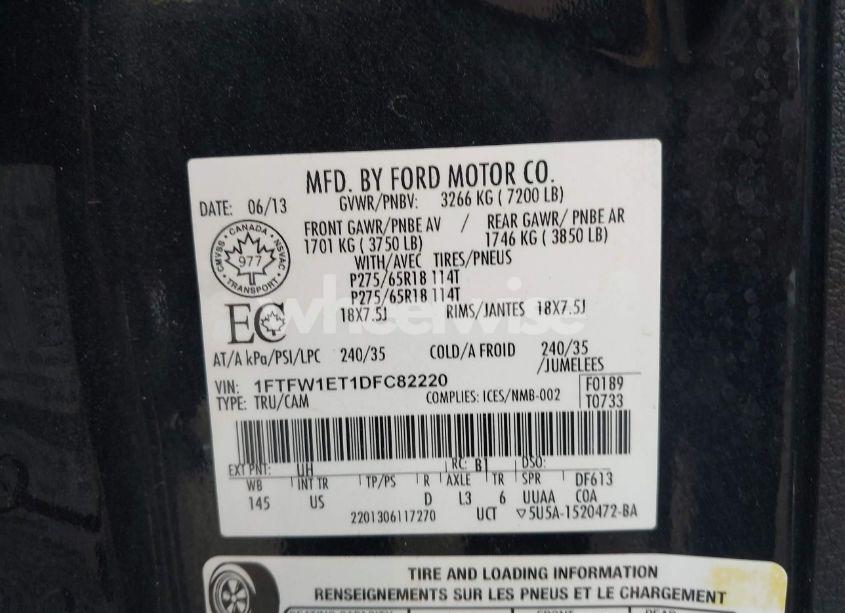 MFD. BY FORD MOTOR CO.
DATE: 06/13 GVWR/PNBV: 3266 KG ( 7200 LB)
FRONT GAWR/PNBE AV / REAR GAWR/ PNBE AR
1701 KG ( 3750 LB) 1746 KG ( 3850 LB)
WITH/AVEC TIRES/PNEUS
P275/65R18 114T
P275/65R18 114T
18X7.5J RIMS/JANTES 18X7.5J
CANADA
CMVSS NSVAC
977
TRANSPORT
EC
wheelwise
AT/A kPa/PSI/LPC 240/35 COLD/A FROID 240/35
/JUMELEES
VIN: 1FTFW1ET1DFC82220 F0189
TYPE: TRU/CAM COMPLIES: ICES/NMB-002 T0733
EXT PNT: UH RC: B1 DSO:
WB INT TR TP/PS R AXLE TR SPR DF613
145 US D L3 6 UUAA COA
2201306117270 UCT ▽5U5A-1520472-BA
TIRE AND LOADING INFORMATION
RENSEIGNEMENTS SUR LES PNEUS ET LE CHARGEMENT